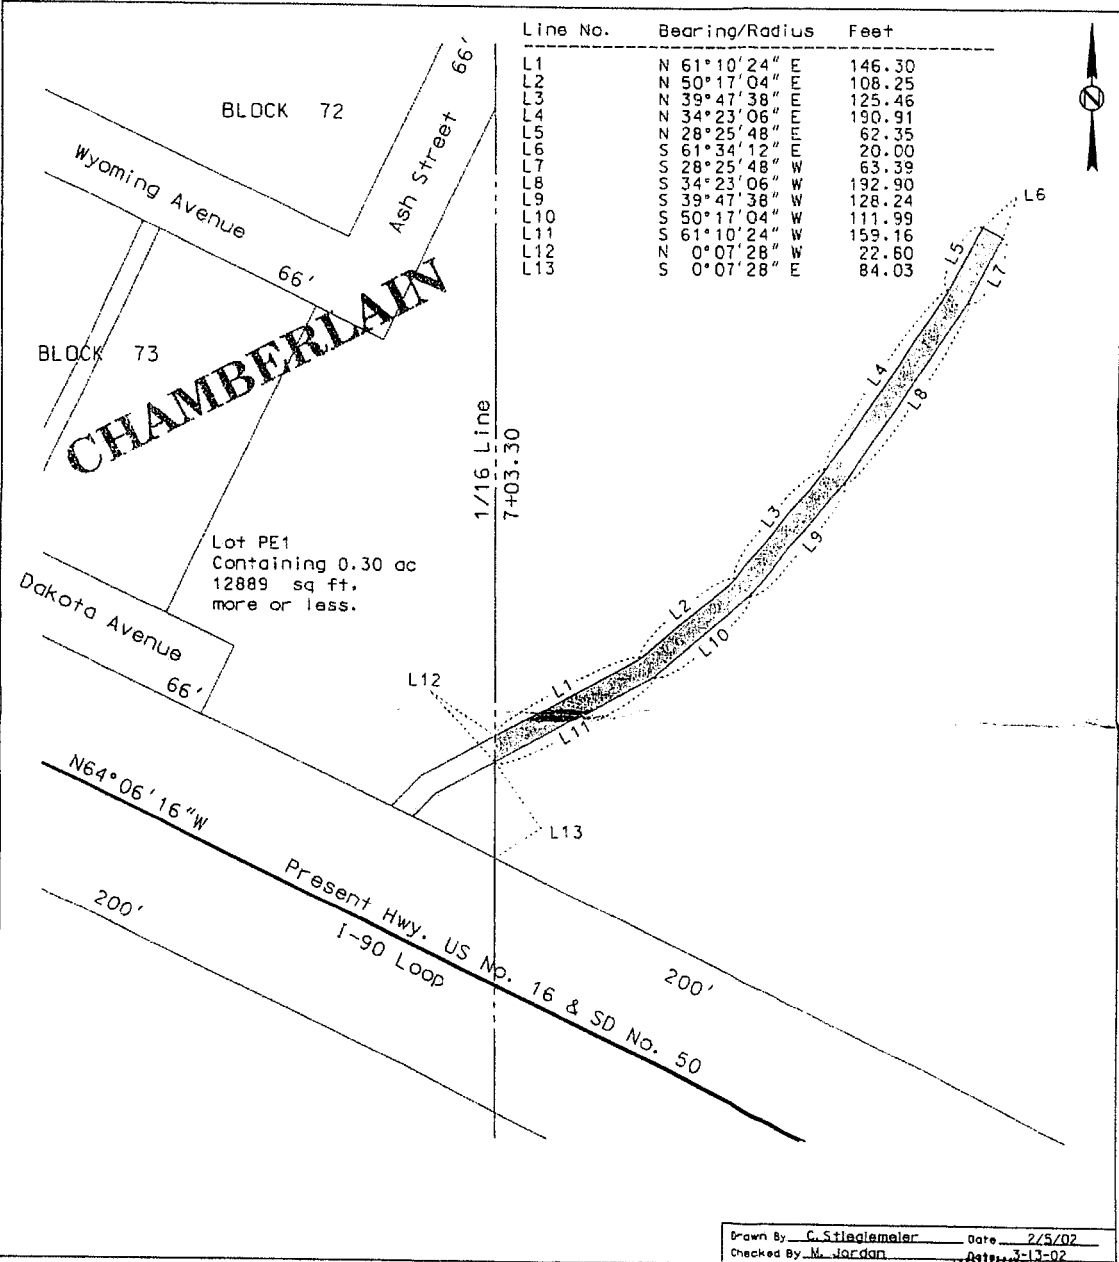 Line No. Bearing/Radius Feet
L1 N 61°10'24" E 146.30
L2 N 50°17'04" E 108.25
L3 N 39°47'38" E 125.46
L4 N 34°23'06" E 190.91
L5 N 28°25'48" E 62.35
L6 S 61°34'12" E 20.00
L7 S 28°25'48" W 63.39
L8 S 34°23'06" W 192.90
L9 S 39°47'38" W 128.24
L10 S 50°17'04" W 111.99
L11 S 61°10'24" W 159.16
L12 N 0°07'28" W 22.60
L13 S 0°07'28" E 84.03
N
66'
BLOCK 72
Ash Street
Wyoming Avenue
66'
CHAMBERLAIN
BLOCK 73
1/16 Line
7+03.30
Lot PE1
Containing 0.30 ac
12889 sq ft,
more or less.
Dakota Avenue
66'
L6
L5
L7
L4
L8
L3
L9
L2
L10
L12
L1
L11
L13
N64°06'16"W
Present Hwy. US No. 16 & SD No. 50
I-90 Loop
200'
200'
Drawn By C. Stieglemeier Date 2/5/02
Checked By M. Jordan Date 3-13-02